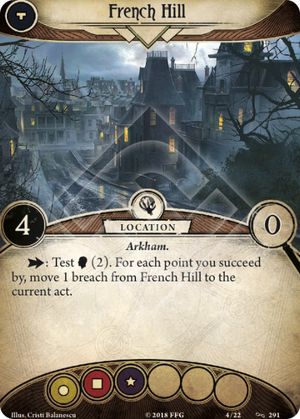 French Hill
4
LOCATION
0
Arkham.
: Test (2). For each point you succeed
by, move 1 breach from French Hill to the
current act.
Illus. Cristi Balanescu © 2018 FFG 4/22 291